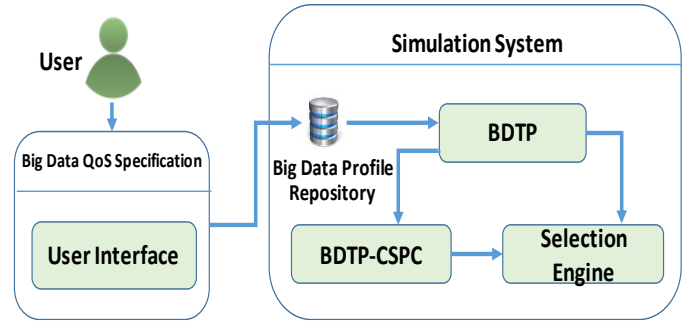 User
Big Data QoS Specification
User Interface
Simulation System
Big Data Profile
Repository
BDTP
BDTP-CSPC
Selection
Engine